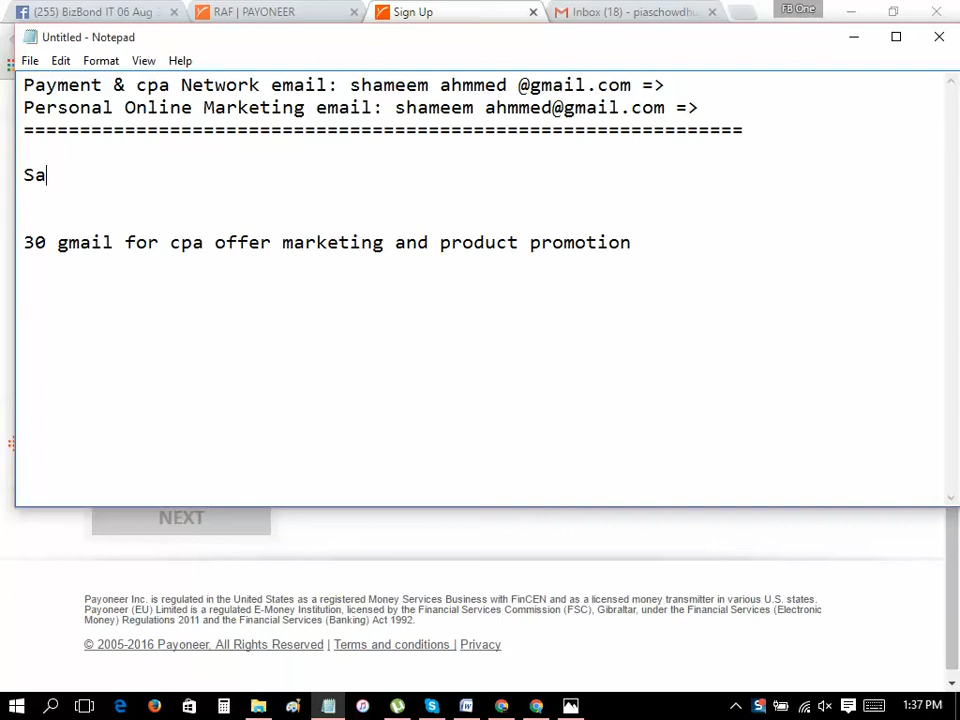 (255) BizBond IT 06 Aug
RAF | PAYONEER
Sign Up
Inbox (18) - piaschowdhu
FB One
Untitled - Notepad
File Edit Format View Help
Payment & cpa Network email: shameem ahmmed @gmail.com =>
Personal Online Marketing email: shameem ahmmed@gmail.com =>
================================================================
Sa
30 gmail for cpa offer marketing and product promotion
NEXT
Payoneer Inc. is regulated in the United States as a registered Money Services Business with FinCEN and as a licensed money transmitter in various U.S. states.
Payoneer (EU) Limited is a regulated E-Money Institution, licensed by the Financial Services Commission (FSC), Gibraltar, under the Financial Services (Electronic
Money) Regulations 2011 and the Financial Services (Banking) Act 1992.
© 2005-2016 Payoneer, All Rights Reserved | Terms and conditions | Privacy
1:37 PM